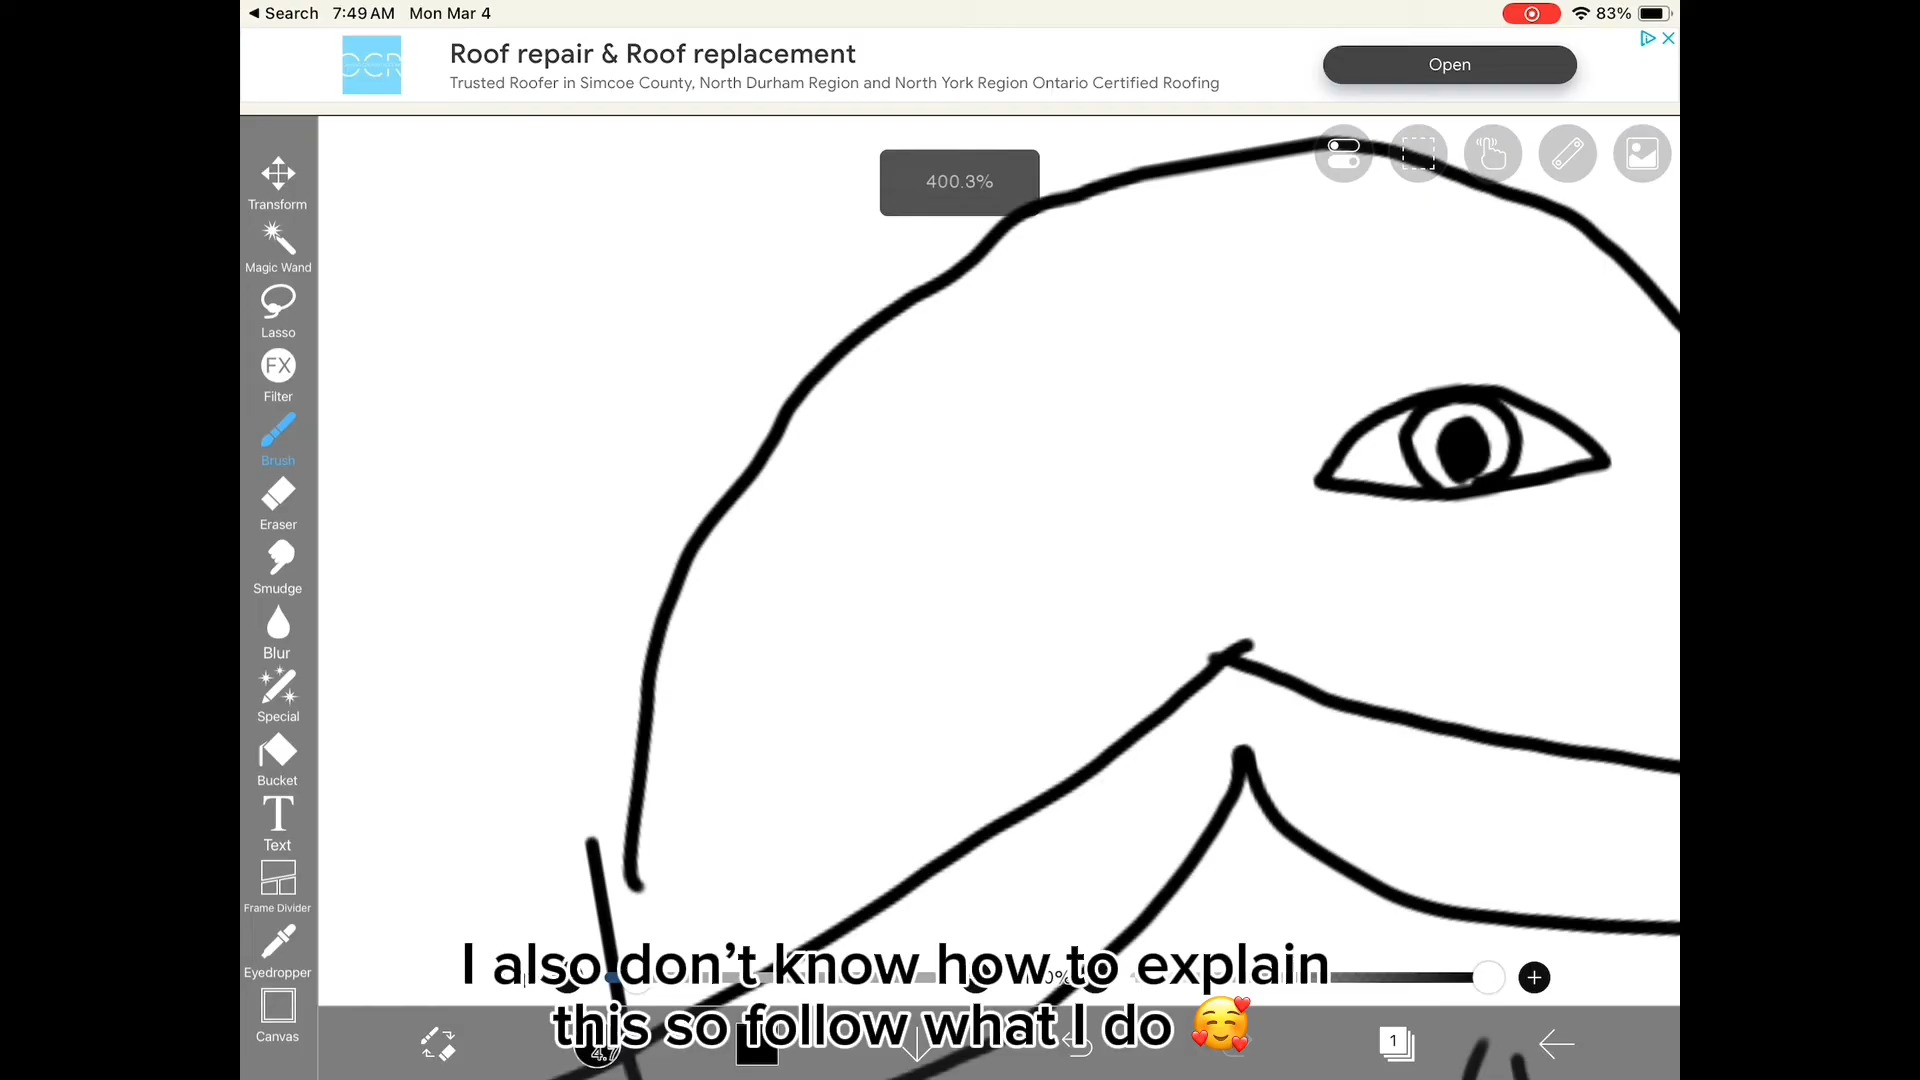 Search 7:49 AM Mon Mar 4
83%
OCR
Roof repair & Roof replacement
Trusted Roofer in Simcoe County, North Durham Region and North York Region Ontario Certified Roofing
Open
400.3%
Transform
Magic Wand
Lasso
FX
Filter
Brush
Eraser
Smudge
Blur
Special
Bucket
T
Text
Frame Divider
Eyedropper
Canvas
I also don’t know how to explain
this so follow what I do 🥰
4.7
1